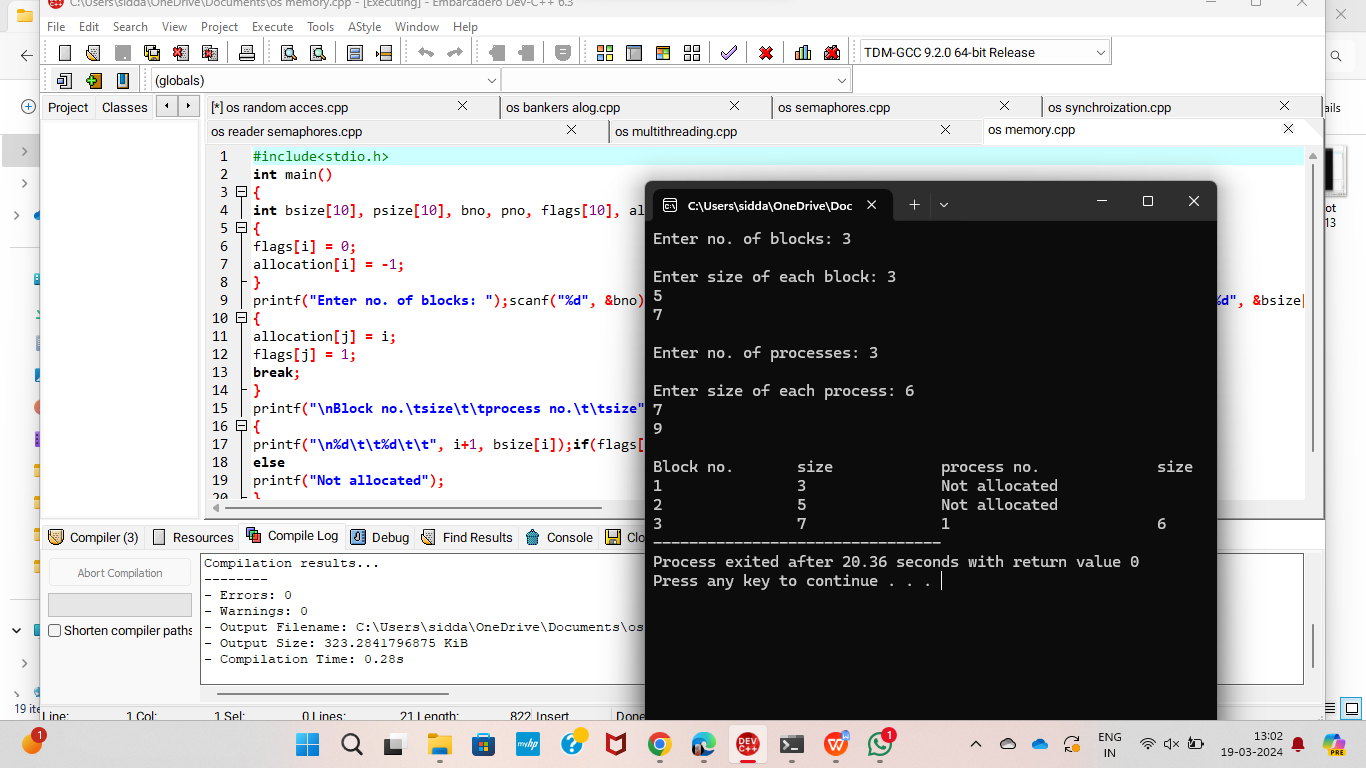 C:\Users\sidda\OneDrive\Documents\os memory.cpp - [Executing] - Embarcadero Dev-C++ 6.3
File Edit Search View Project Execute Tools AStyle Window Help
TDM-GCC 9.2.0 64-bit Release
(globals)
Project Classes [*] os random acces.cpp os bankers alog.cpp os semaphores.cpp os synchroization.cpp
os reader semaphores.cpp os multithreading.cpp os memory.cpp
1 #include<stdio.h>
2 int main()
3 {
4 int bsize[10], psize[10], bno, pno, flags[10], al
5 {
6 flags[i] = 0;
7 allocation[i] = -1;
8 }
9 printf("Enter no. of blocks: ");scanf("%d", &bno) %d", &bsize[
10 {
11 allocation[j] = i;
12 flags[j] = 1;
13 break;
14 }
15 printf("\nBlock no.\tsize\t\tprocess no.\t\tsize"
16 {
17 printf("\n%d\t\t%d\t\t", i+1, bsize[i]);if(flags[
18 else
19 printf("Not allocated");
20 }
C:\Users\sidda\OneDrive\Doc
Enter no. of blocks: 3
Enter size of each block: 3
5
7
Enter no. of processes: 3
Enter size of each process: 6
7
9
Block no. size process no. size
1 3 Not allocated
2 5 Not allocated
3 7 1 6
--------------------------------
Process exited after 20.36 seconds with return value 0
Press any key to continue . . .
Compiler (3) Resources Compile Log Debug Find Results Console Clo
Abort Compilation
Shorten compiler paths
Compilation results...
--------
- Errors: 0
- Warnings: 0
- Output Filename: C:\Users\sidda\OneDrive\Documents\os
- Output Size: 323.2841796875 KiB
- Compilation Time: 0.28s
Line: 1 Col: 1 Sel: 0 Lines: 21 Length: 822 Insert Done
ails
ot
13
19 ite
1
myhp
DEV C++
1
ENG
IN
13:02
19-03-2024
PRE